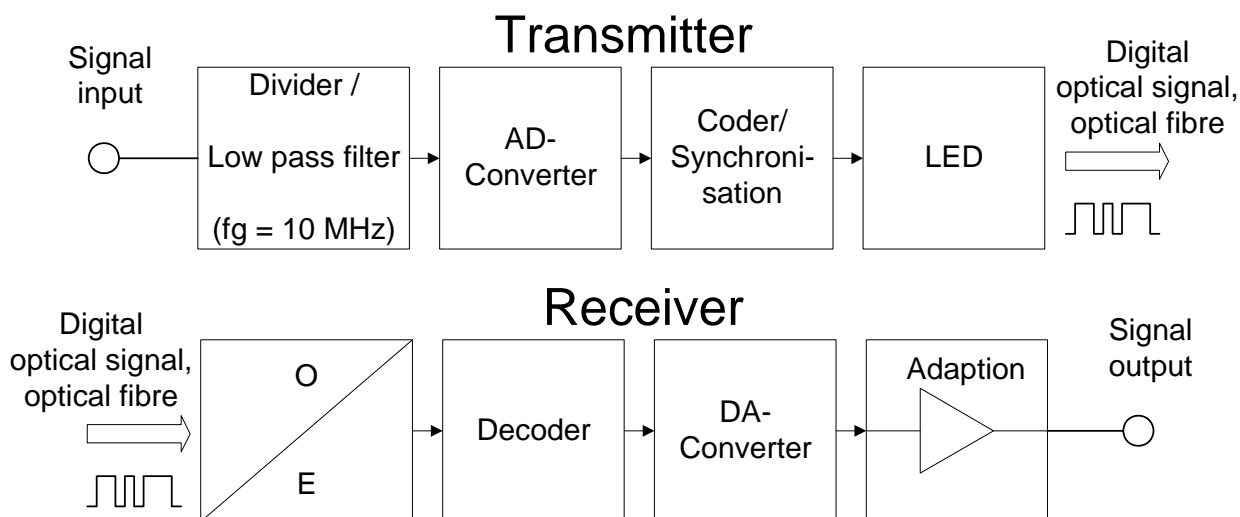 Transmitter
Signal
input
Divider /
Low pass filter
(fg = 10 MHz)
AD-
Converter
Coder/
Synchroni-
sation
LED
Digital
optical signal,
optical fibre
Receiver
Digital
optical signal,
optical fibre
O
E
Decoder
DA-
Converter
Adaption
Signal
output